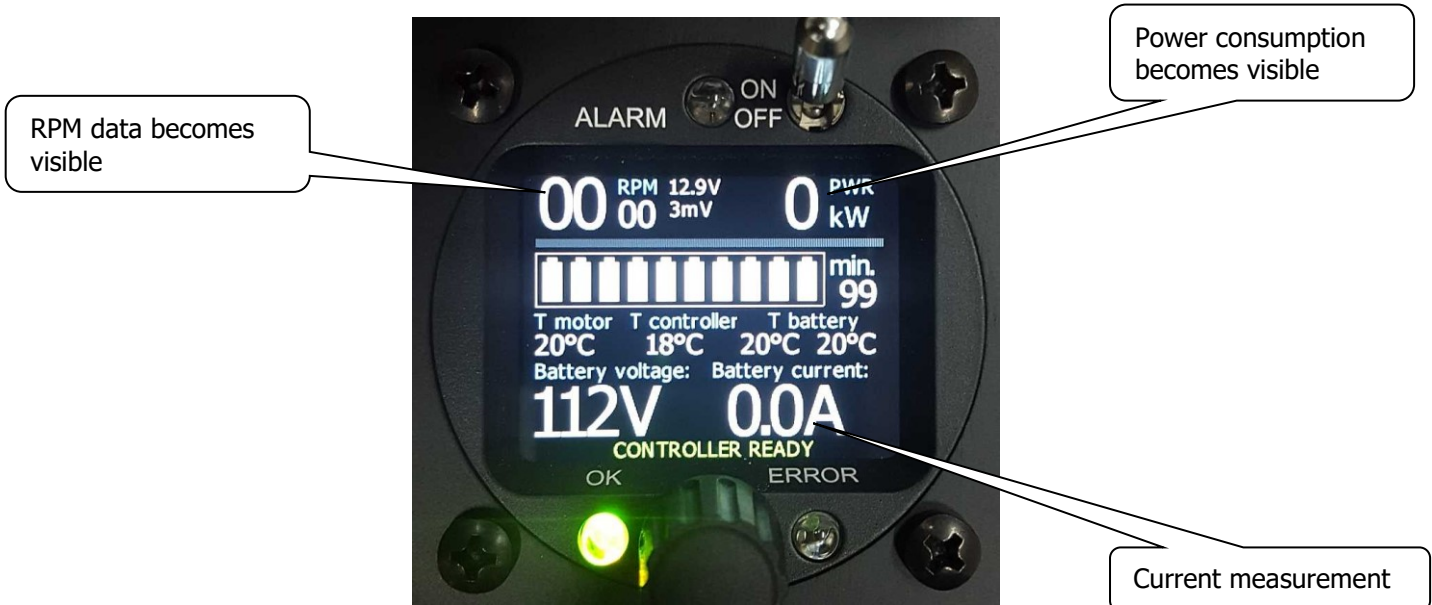 Power consumption
becomes visible
RPM data becomes
visible
ON
ALARM OFF
00 RPM 12.9V 0 PWR
00 3mV kW
min.
99
T motor T controller T battery
20°C 18°C 20°C 20°C
Battery voltage: Battery current:
112V 0.0A
CONTROLLER READY
OK ERROR
Current measurement